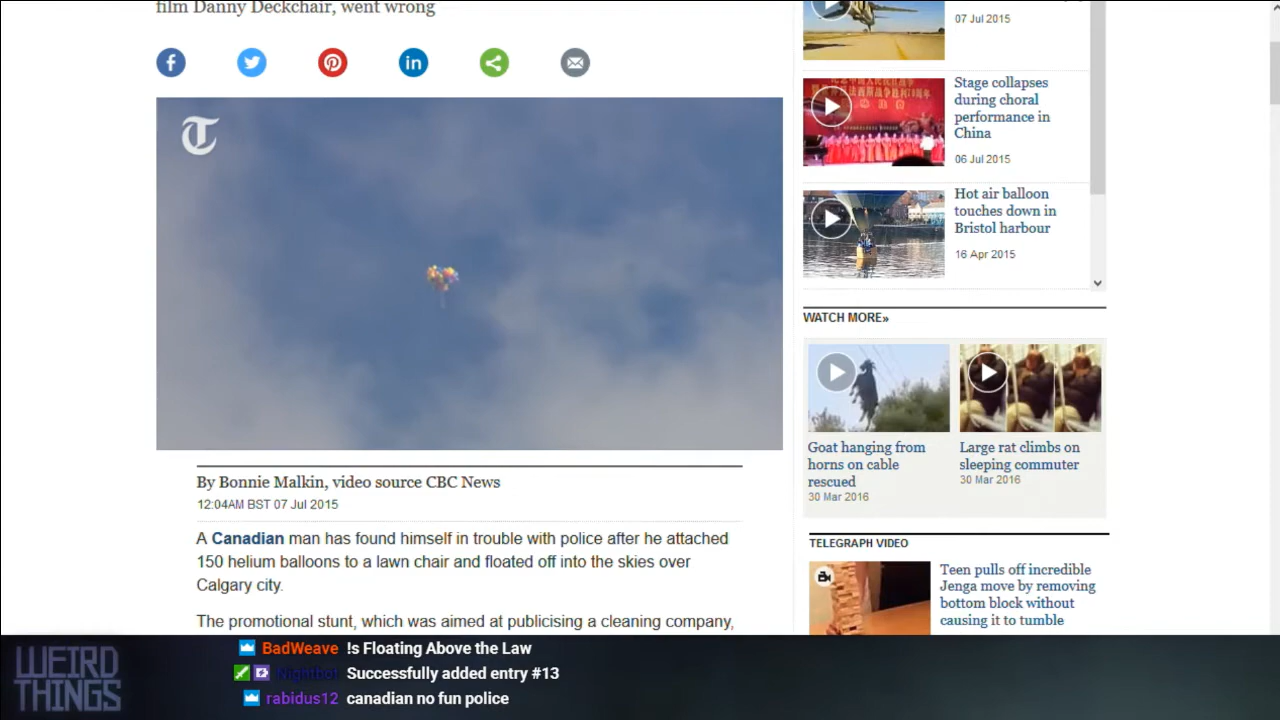 film Danny Deckchair, went wrong
T
By Bonnie Malkin, video source CBC News
12:04AM BST 07 Jul 2015
A Canadian man has found himself in trouble with police after he attached
150 helium balloons to a lawn chair and floated off into the skies over
Calgary city.
The promotional stunt, which was aimed at publicising a cleaning company,
07 Jul 2015
Stage collapses
during choral
performance in
China
06 Jul 2015
Hot air balloon
touches down in
Bristol harbour
16 Apr 2015
WATCH MORE»
Goat hanging from
horns on cable
rescued
30 Mar 2016
Large rat climbs on
sleeping commuter
30 Mar 2016
TELEGRAPH VIDEO
Teen pulls off incredible
Jenga move by removing
bottom block without
causing it to tumble
WEIRD
THINGS
BadWeave !s Floating Above the Law
Nightbot Successfully added entry #13
rabidus12 canadian no fun police